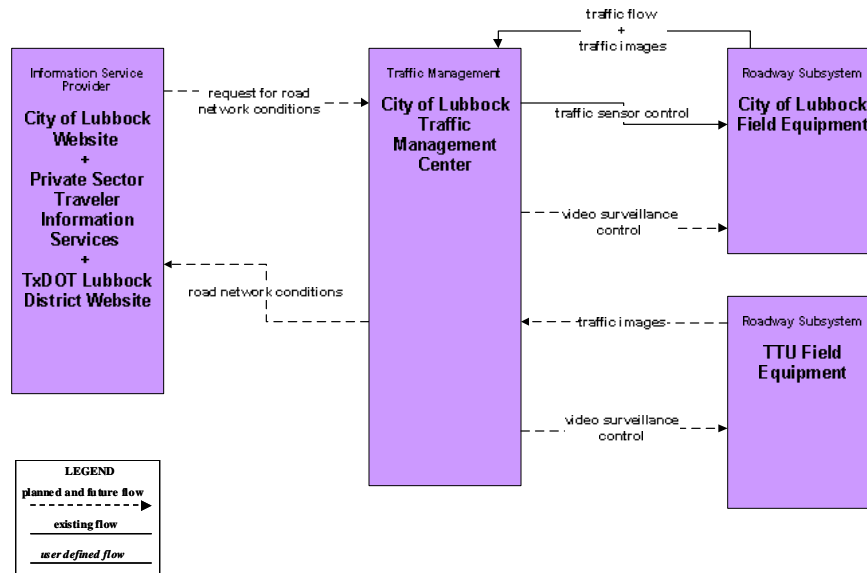 traffic flow
+
traffic images
Information Service
Provider
City of Lubbock
Website
+
Private Sector
Traveler
Information
Services
+
TxDOT Lubbock
District Website
request for road
network conditions
road network conditions
Traffic Management
City of Lubbock
Traffic
Management
Center
traffic sensor control
video surveillance
control
traffic images
video surveillance
control
Roadway Subsystem
City of Lubbock
Field Equipment
Roadway Subsystem
TTU Field
Equipment
LEGEND
planned and future flow
existing flow
user defined flow